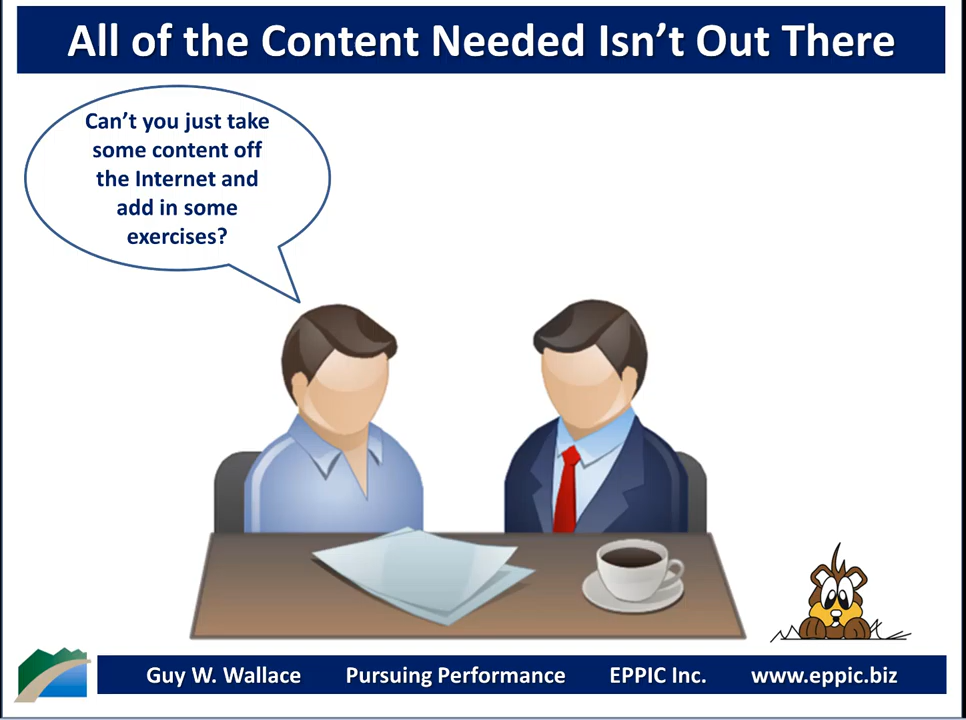 All of the Content Needed Isn’t Out There
Can’t you just take
some content off
the Internet and
add in some
exercises?
Guy W. Wallace Pursuing Performance EPPIC Inc. www.eppic.biz